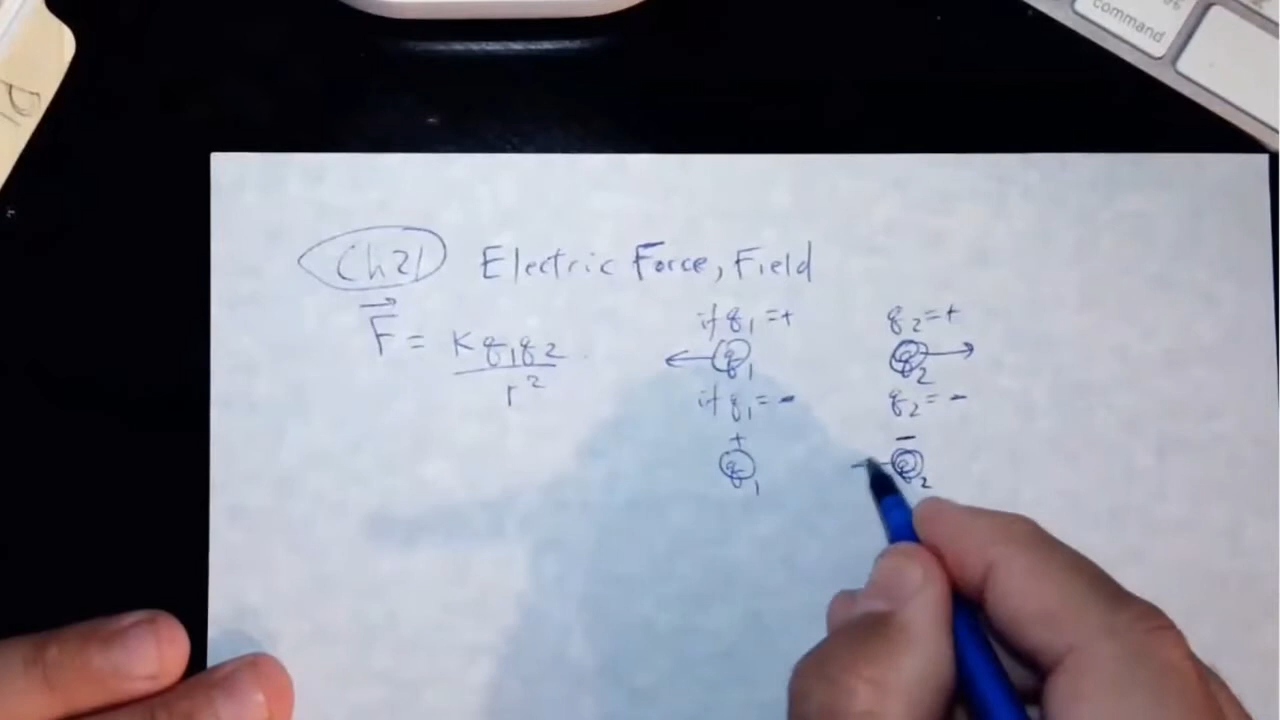 command
Ch21 Electric Force, Field
F⃗ = Kq₁q₂ / r²
if q₁=+ q₂=+
q₁ q₂
if q₁=- q₂=-
+ -
q₁ q₂